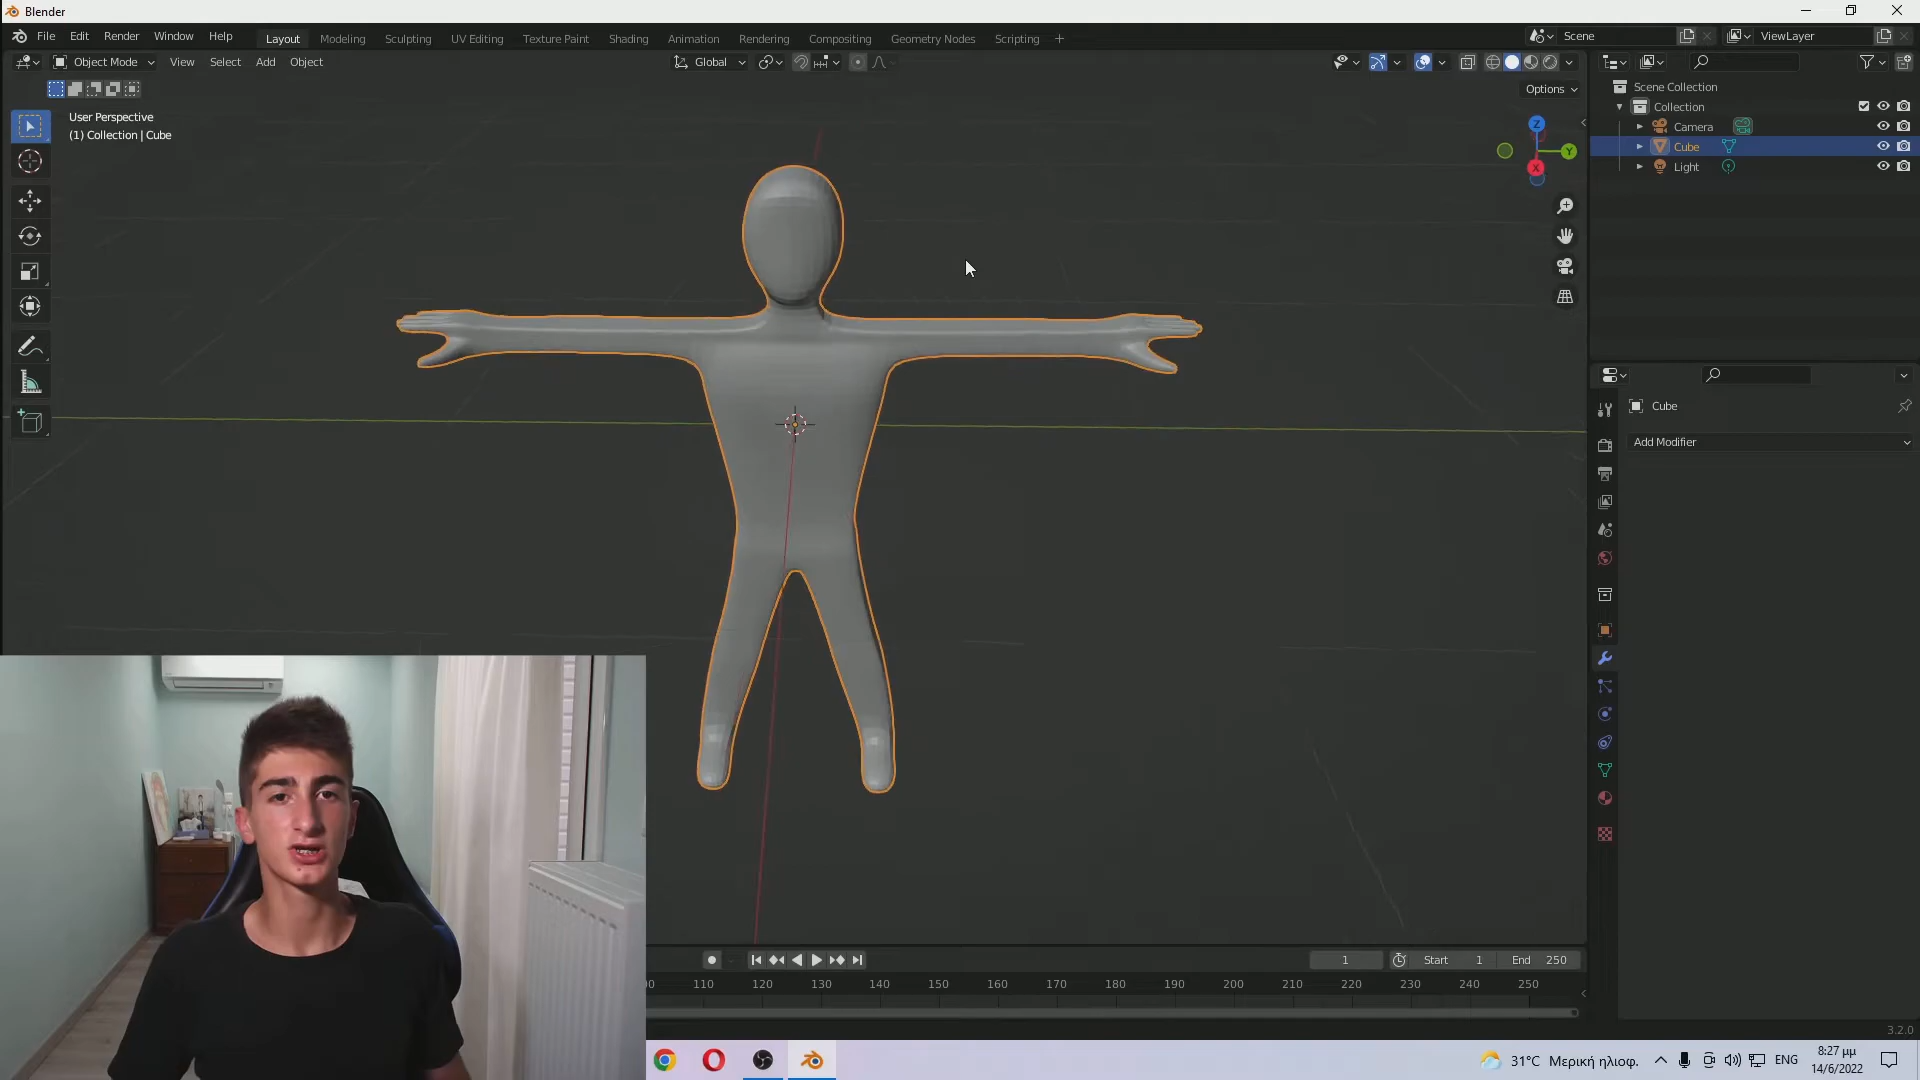 Blender
File Edit Render Window Help
Layout Modeling Sculpting UV Editing Texture Paint Shading Animation Rendering Compositing Geometry Nodes Scripting +
Scene
ViewLayer
Object Mode View Select Add Object
Global
Options
User Perspective
(1) Collection | Cube
Z
Y
X
Scene Collection
Collection
Camera
Cube
Light
Cube
Add Modifier
1
Start 1
End 250
110 120 130 140 150 160 170 180 190 200 210 220 230 240 250
3.2.0
31°C Μερική ηλιοφ.
ENG
8:27 μμ
14/6/2022